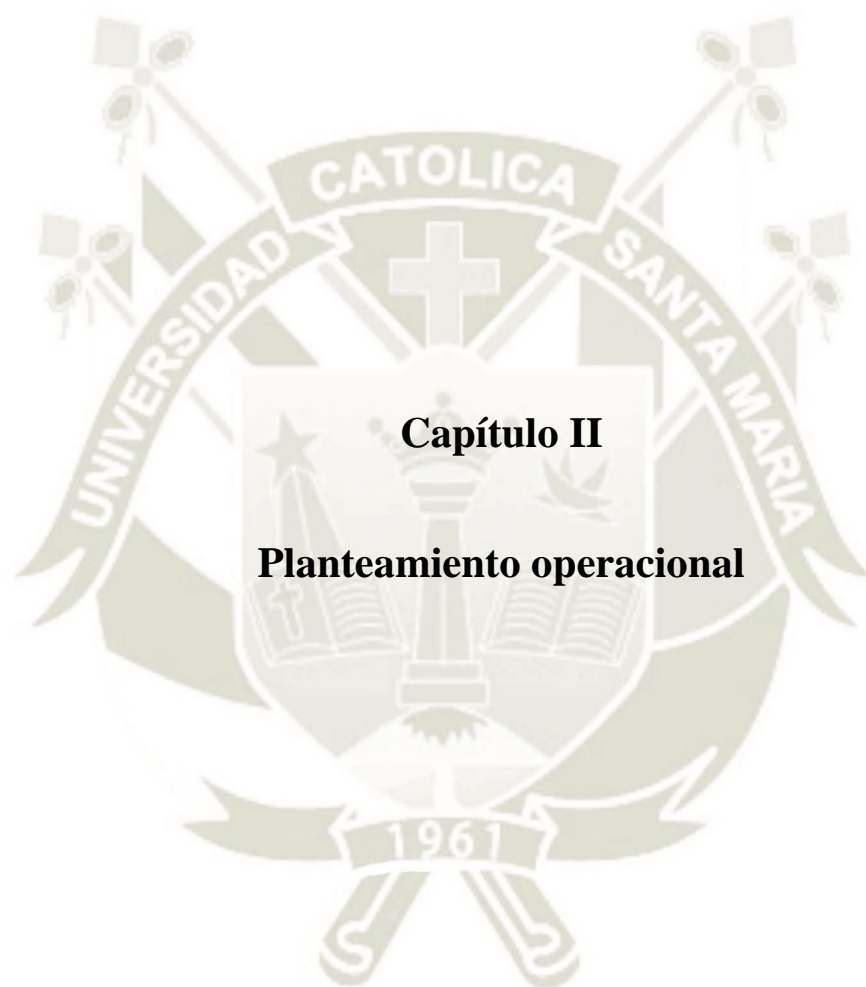 CATOLICA
UNIVERSIDAD
SANTA MARIA
Capítulo II
Planteamiento operacional
1961